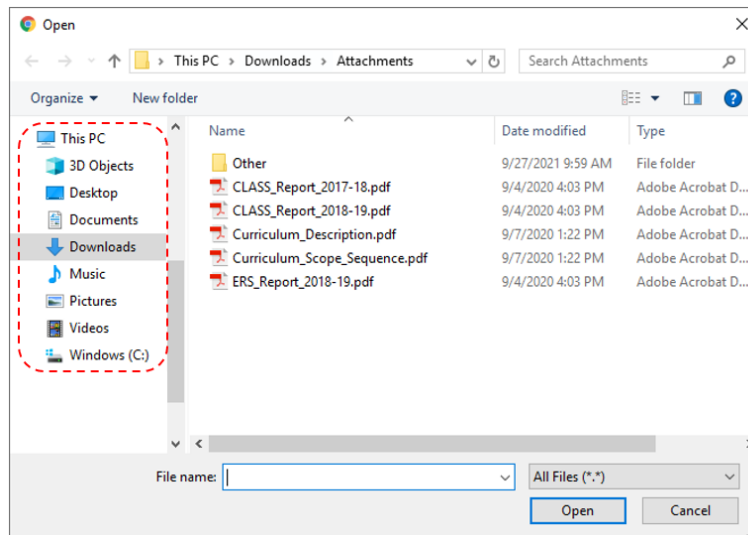 Open
This PC > Downloads > Attachments
Search Attachments
Organize
New folder
This PC
3D Objects
Desktop
Documents
Downloads
Music
Pictures
Videos
Windows (C:)
Name Date modified Type
Other 9/27/2021 9:59 AM File folder
CLASS_Report_2017-18.pdf 9/4/2020 4:03 PM Adobe Acrobat D...
CLASS_Report_2018-19.pdf 9/4/2020 4:03 PM Adobe Acrobat D...
Curriculum_Description.pdf 9/7/2020 1:22 PM Adobe Acrobat D...
Curriculum_Scope_Sequence.pdf 9/7/2020 1:22 PM Adobe Acrobat D...
ERS_Report_2018-19.pdf 9/4/2020 4:03 PM Adobe Acrobat D...
File name:
All Files (*.*)
Open
Cancel